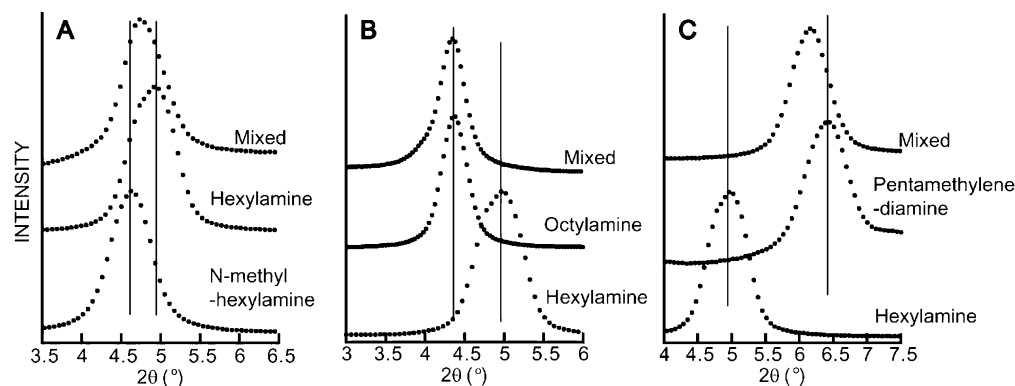 A
B
C
INTENSITY
Mixed
Hexylamine
N-methyl
-hexylamine
3.5 4 4.5 5 5.5 6 6.5
2θ (°)
Mixed
Octylamine
Hexylamine
3 3.5 4 4.5 5 5.5 6
2θ (°)
Mixed
Pentamethylene
-diamine
Hexylamine
4 4.5 5 5.5 6 6.5 7 7.5
2θ (°)